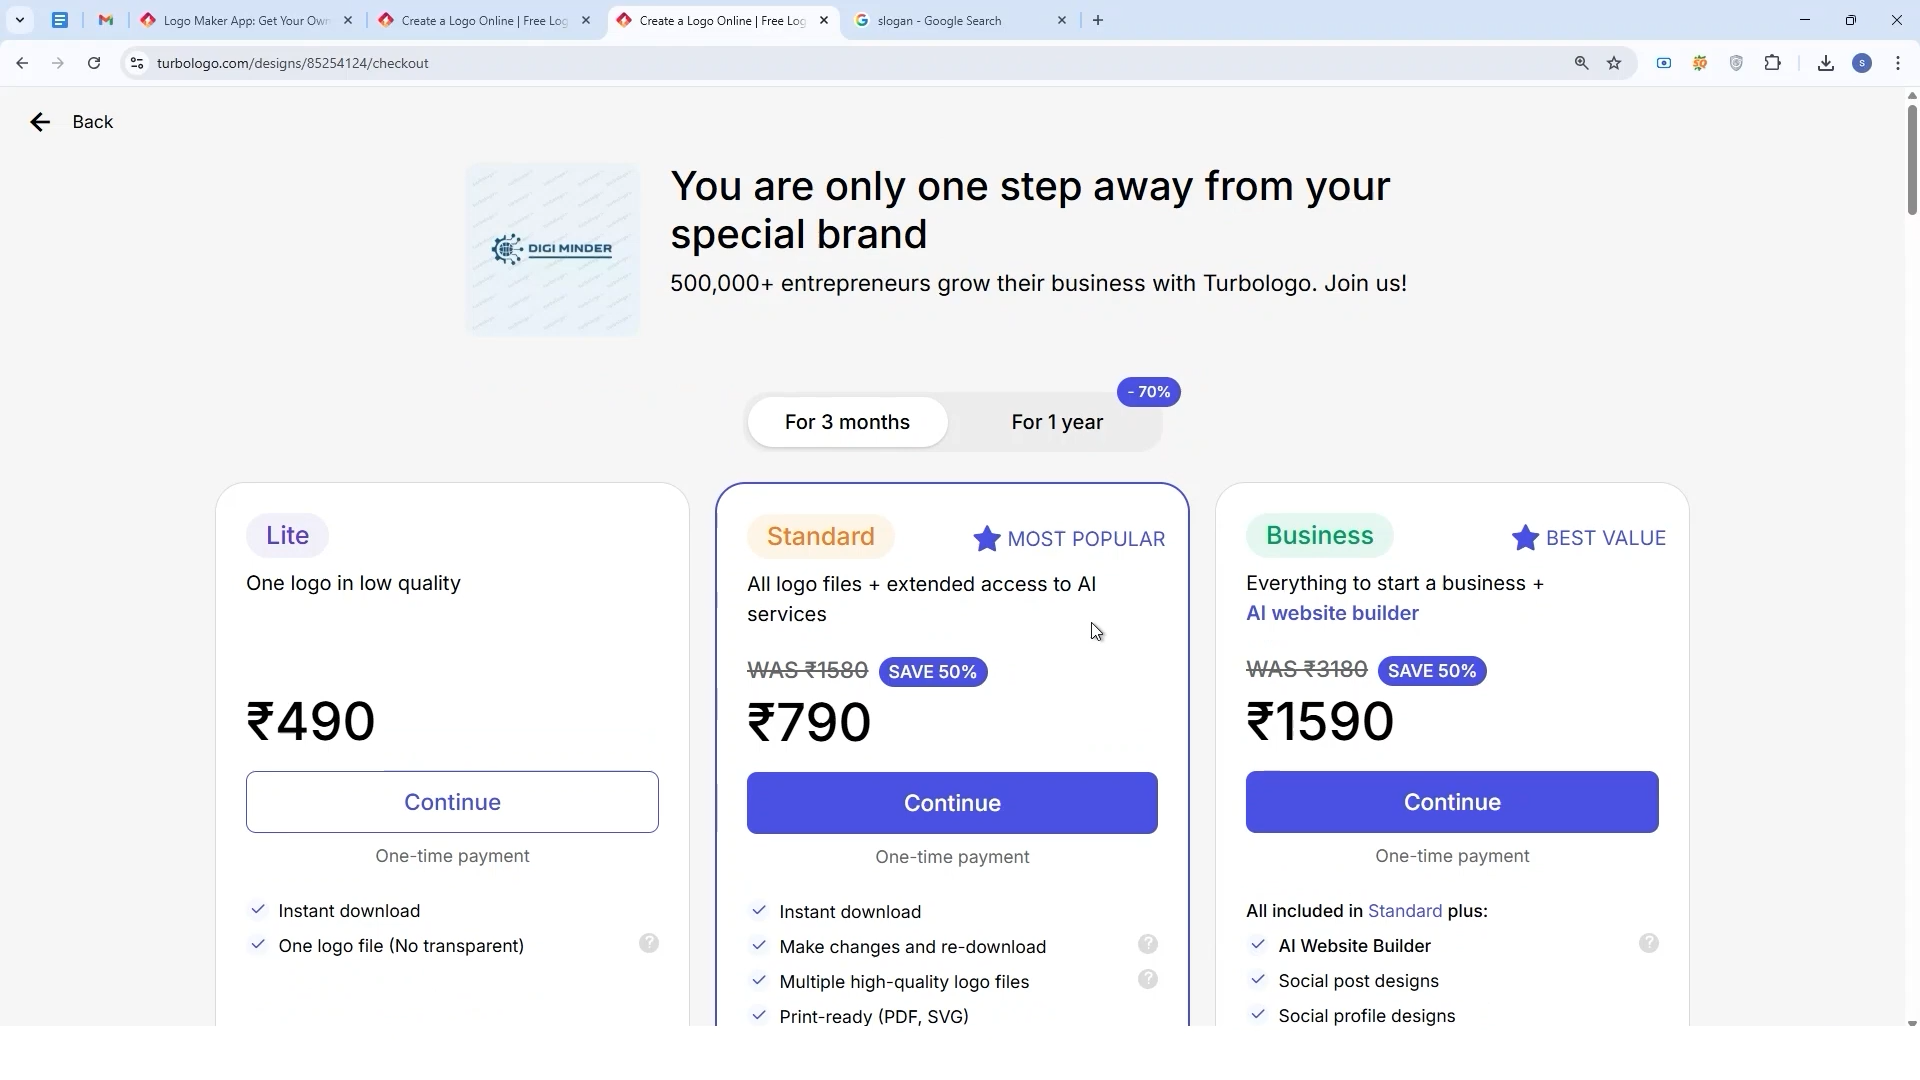 Logo Maker App: Get Your Own
Create a Logo Online | Free Log
Create a Logo Online | Free Log
slogan - Google Search
turbologo.com/designs/85254124/checkout
S
Back
DIGI MINDER
You are only one step away from your
special brand
500,000+ entrepreneurs grow their business with Turbologo. Join us!
- 70%
For 3 months
For 1 year
Lite
One logo in low quality
₹490
Continue
One-time payment
Instant download
One logo file (No transparent)
?
Standard
MOST POPULAR
All logo files + extended access to AI
services
WAS ₹1580
SAVE 50%
₹790
Continue
One-time payment
Instant download
Make changes and re-download
?
Multiple high-quality logo files
?
Print-ready (PDF, SVG)
Business
BEST VALUE
Everything to start a business +
AI website builder
WAS ₹3180
SAVE 50%
₹1590
Continue
One-time payment
All included in Standard plus:
AI Website Builder
?
Social post designs
Social profile designs